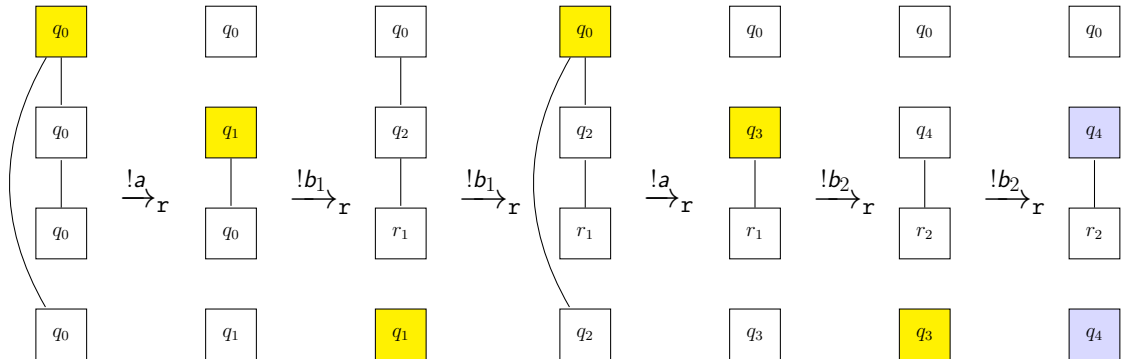 q₀ q₀ q₀ q₀ q₀ q₀ q₀
q₀ q₁ q₂ q₂ q₃ q₄ q₄
!a →ᵣ !b₁ →ᵣ !b₁ →ᵣ !a →ᵣ !b₂ →ᵣ !b₂ →ᵣ
q₀ q₀ r₁ r₁ r₁ r₂ r₂
q₀ q₁ q₁ q₂ q₃ q₃ q₄